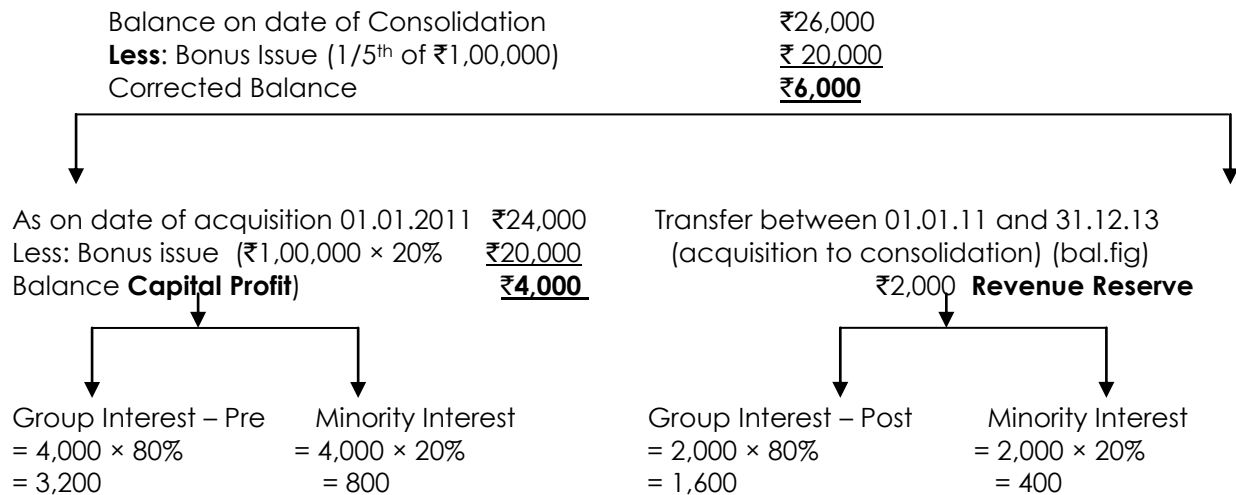 Balance on date of Consolidation ₹26,000
Less: Bonus Issue (1/5th of ₹1,00,000) ₹ 20,000
Corrected Balance ₹6,000
As on date of acquisition 01.01.2011 ₹24,000
Less: Bonus issue (₹1,00,000 × 20% ₹20,000
Balance Capital Profit) ₹4,000
Transfer between 01.01.11 and 31.12.13
(acquisition to consolidation) (bal.fig)
₹2,000 Revenue Reserve
Group Interest – Pre
= 4,000 × 80%
= 3,200
Minority Interest
= 4,000 × 20%
= 800
Group Interest – Post
= 2,000 × 80%
= 1,600
Minority Interest
= 2,000 × 20%
= 400